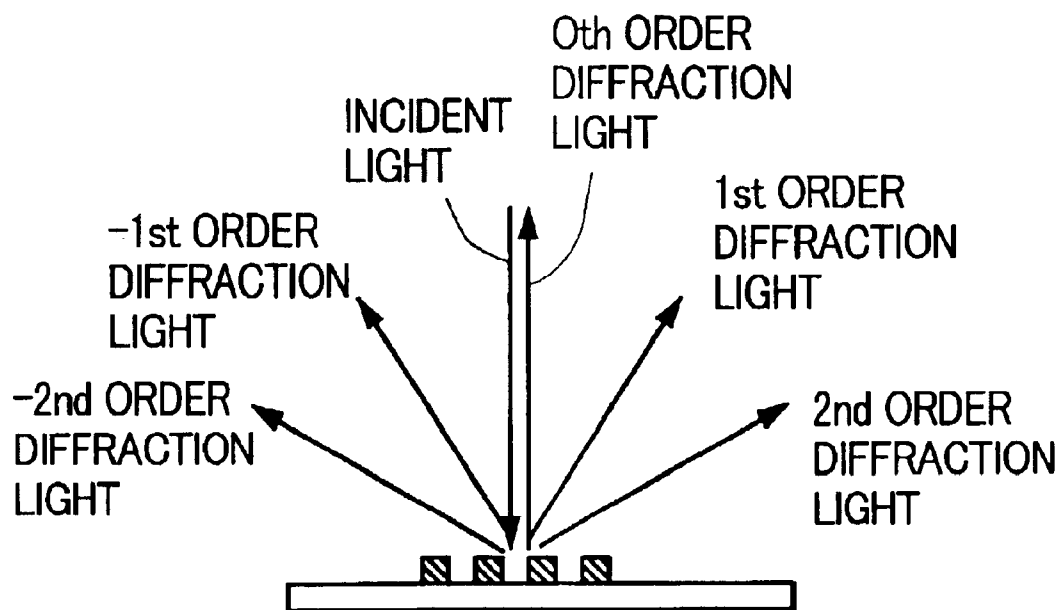 0th ORDER
DIFFRACTION
LIGHT
INCIDENT
LIGHT
1st ORDER
DIFFRACTION
LIGHT
-1st ORDER
DIFFRACTION
LIGHT
-2nd ORDER
DIFFRACTION
LIGHT
2nd ORDER
DIFFRACTION
LIGHT